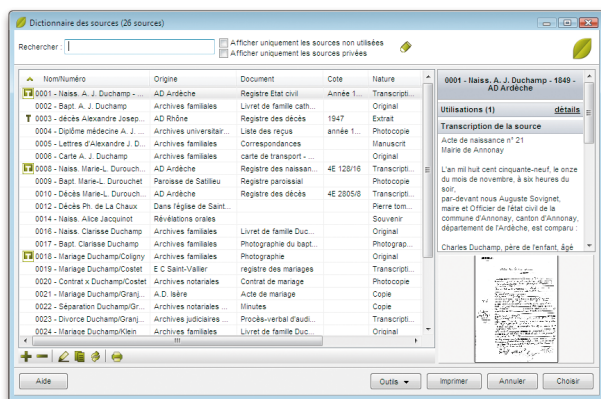 Dictionnaire des sources (26 sources)
Rechercher :
Afficher uniquement les sources non utilisées
Afficher uniquement les sources privées
Nom/Numéro Origine Document Cote Nature
0001 - Naiss. A. J. Duchamp - ... AD Ardèche Registre Etat civil Année 1... Transcripti...
0002 - Bapt. A. J. Duchamp Archives familiales Livret de famille cath... Original
0003 - décès Alexandre Josep... AD Rhône Registre des décès 1947 Extrait
0004 - Diplôme médecine A. J. ... Archives universitair... Liste des reçus année 1... Photocopie
0005 - Lettres d'Alexandre J. D... Archives familiales Correspondances Manuscrit
0006 - Carte A. J. Duchamp Archives familiales carte de transport - ... Original
0008 - Naiss. Marie-L. Durouch... AD Ardèche Registre des naissan... 4E 128/16 Transcripti...
0009 - Bapt. Marie-L. Durouchet Paroisse de Satillieu Registre paroissial Photocopie
0010 - Décès Marie-L. Durouch... AD Ardèche Registre des décès 4E 2805/8 Transcripti...
0012 - Décès Ph. de La Chaux Dans l'église de Saint... Pierre tom...
0014 - Naiss. Alice Jacquinot Révélations orales Souvenir
0016 - Naiss. Clarisse Duchamp Archives familiales Livret de famille Duc... Original
0017 - Bapt. Clarisse Duchamp Archives familiales Photographie du bapt... Photograp...
0018 - Mariage Duchamp/Coligny Archives familiales Photographie Original
0019 - Mariage Duchamp/Costet E C Saint-Vallier registre des mariages Transcripti...
0020 - Contrat x Duchamp/Costet Archives notariales Contrat de mariage Photocopie
0021 - Mariage Duchamp/Granj... A.D. Isère Acte de mariage Copie
0022 - Séparation Duchamp/Gr... Archives notariales ... Minutes Copie
0023 - Divorce Duchamp/Granj... Archives judiciaires ... Procès-verbal d'audi... Transcripti...
0024 - Mariage Duchamp/Klein Archives familiales Livret de famille Duc... Original
0001 - Naiss. A. J. Duchamp - 1849 -
AD Ardèche
Utilisations (1) détails
Transcription de la source
Acte de naissance n° 21
Mairie de Annonay
L'an mil huit cent cinquante-neuf, le onze
du mois de novembre, à six heures du
soir,
par-devant nous Auguste Sovignet,
maire et Officier de l'état civil de la
commune d'Annonay, canton d'Annonay,
département de l'Ardèche, est comparu :
Charles Duchamp, père de l'enfant, âgé
Aide Outils Imprimer Annuler Choisir